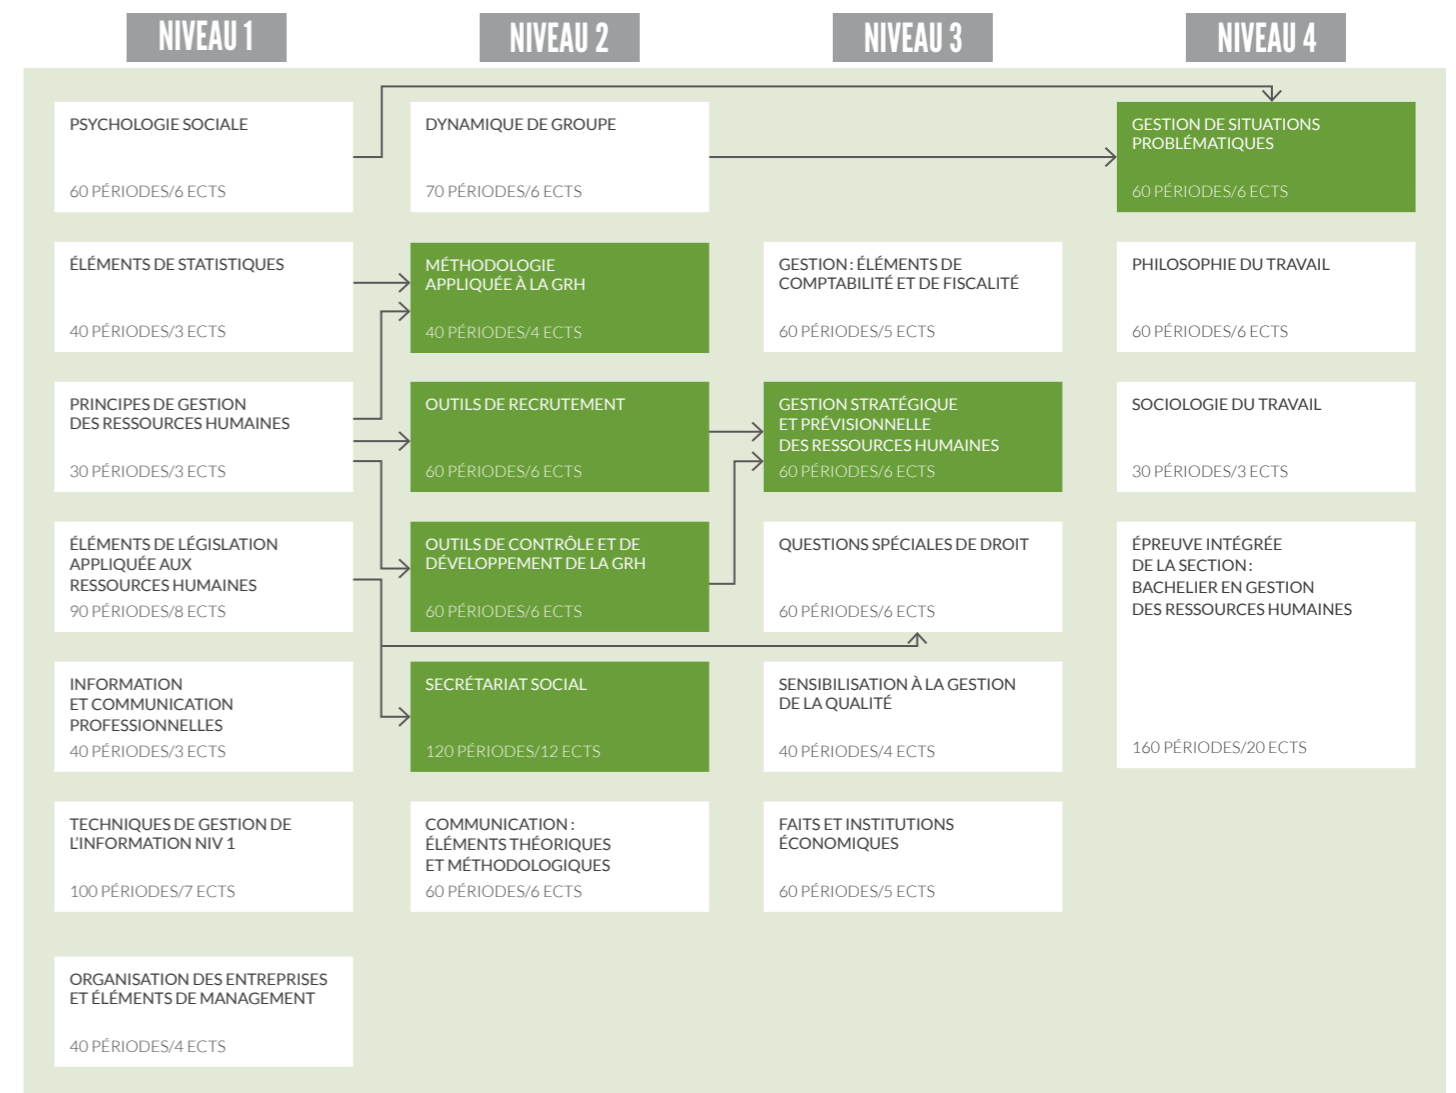 NIVEAU 1
NIVEAU 2
NIVEAU 3
NIVEAU 4
PSYCHOLOGIE SOCIALE
60 PÉRIODES/6 ECTS
ÉLÉMENTS DE STATISTIQUES
40 PÉRIODES/3 ECTS
PRINCIPES DE GESTION
DES RESSOURCES HUMAINES
30 PÉRIODES/3 ECTS
ÉLÉMENTS DE LÉGISLATION
APPLIQUÉE AUX
RESSOURCES HUMAINES
90 PÉRIODES/8 ECTS
INFORMATION
ET COMMUNICATION
PROFESSIONNELLES
40 PÉRIODES/3 ECTS
TECHNIQUES DE GESTION DE
L'INFORMATION NIV 1
100 PÉRIODES/7 ECTS
ORGANISATION DES ENTREPRISES
ET ÉLÉMENTS DE MANAGEMENT
40 PÉRIODES/4 ECTS
DYNAMIQUE DE GROUPE
70 PÉRIODES/6 ECTS
MÉTHODOLOGIE
APPLIQUÉE À LA GRH
40 PÉRIODES/4 ECTS
OUTILS DE RECRUTEMENT
60 PÉRIODES/6 ECTS
OUTILS DE CONTRÔLE ET DE
DÉVELOPPEMENT DE LA GRH
60 PÉRIODES/6 ECTS
SECRÉTARIAT SOCIAL
120 PÉRIODES/12 ECTS
COMMUNICATION :
ÉLÉMENTS THÉORIQUES
ET MÉTHODOLOGIQUES
60 PÉRIODES/6 ECTS
GESTION : ÉLÉMENTS DE
COMPTABILITÉ ET DE FISCALITÉ
60 PÉRIODES/5 ECTS
GESTION STRATÉGIQUE
ET PRÉVISIONNELLE
DES RESSOURCES HUMAINES
60 PÉRIODES/6 ECTS
QUESTIONS SPÉCIALES DE DROIT
60 PÉRIODES/6 ECTS
SENSIBILISATION À LA GESTION
DE LA QUALITÉ
40 PÉRIODES/4 ECTS
FAITS ET INSTITUTIONS
ÉCONOMIQUES
60 PÉRIODES/5 ECTS
GESTION DE SITUATIONS
PROBLÉMATIQUES
60 PÉRIODES/6 ECTS
PHILOSOPHIE DU TRAVAIL
60 PÉRIODES/6 ECTS
SOCIOLOGIE DU TRAVAIL
30 PÉRIODES/3 ECTS
ÉPREUVE INTÉGRÉE
DE LA SECTION :
BACHELIER EN GESTION
DES RESSOURCES HUMAINES
160 PÉRIODES/20 ECTS